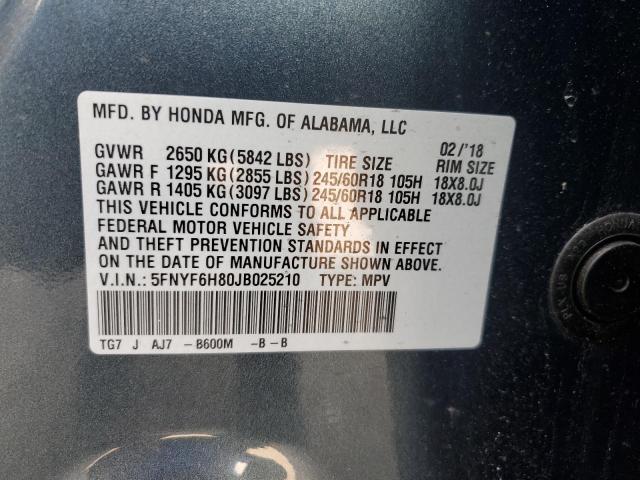 MFD. BY HONDA MFG. OF ALABAMA, LLC
02/'18
GVWR 2650 KG(5842 LBS) TIRE SIZE RIM SIZE
GAWR F 1295 KG(2855 LBS)245/60R18 105H 18X8.0J
GAWR R 1405 KG(3097 LBS)245/60R18 105H 18X8.0J
THIS VEHICLE CONFORMS TO ALL APPLICABLE
FEDERAL MOTOR VEHICLE SAFETY
AND THEFT PREVENTION STANDARDS IN EFFECT
ON THE DATE OF MANUFACTURE SHOWN ABOVE.
V.I.N.: 5FNYF6H80JB025210 TYPE: MPV
TG7 J AJ7 -B600M -B-B